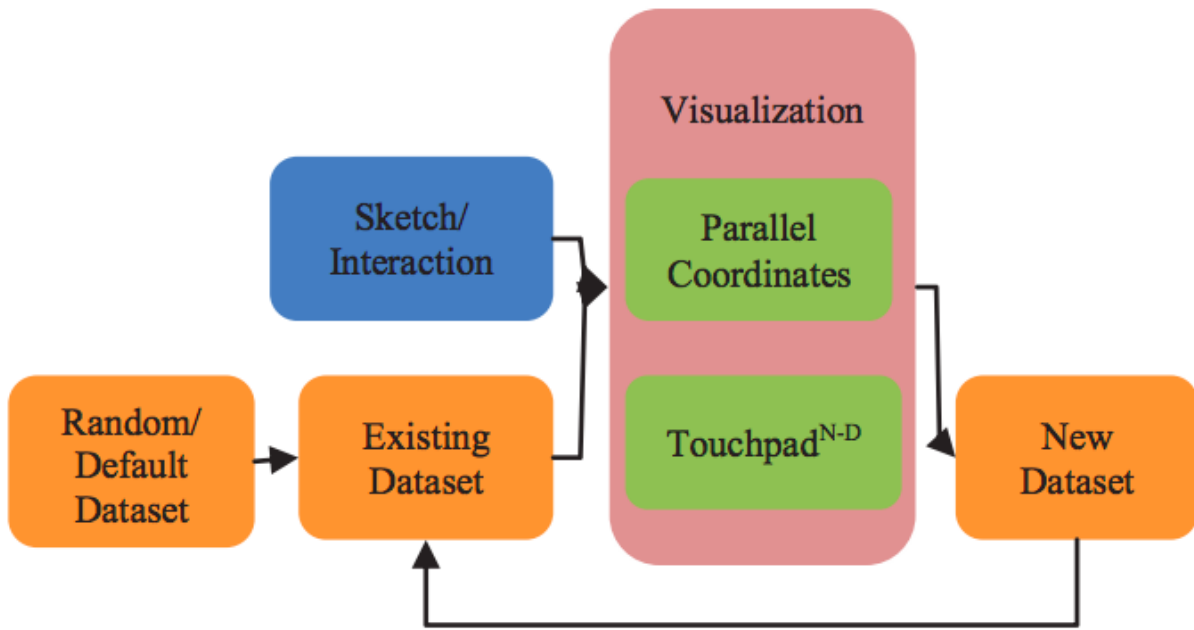 Visualization
Sketch/
Interaction
Parallel
Coordinates
Random/
Default
Dataset
Existing
Dataset
Touchpad^N-D
New
Dataset